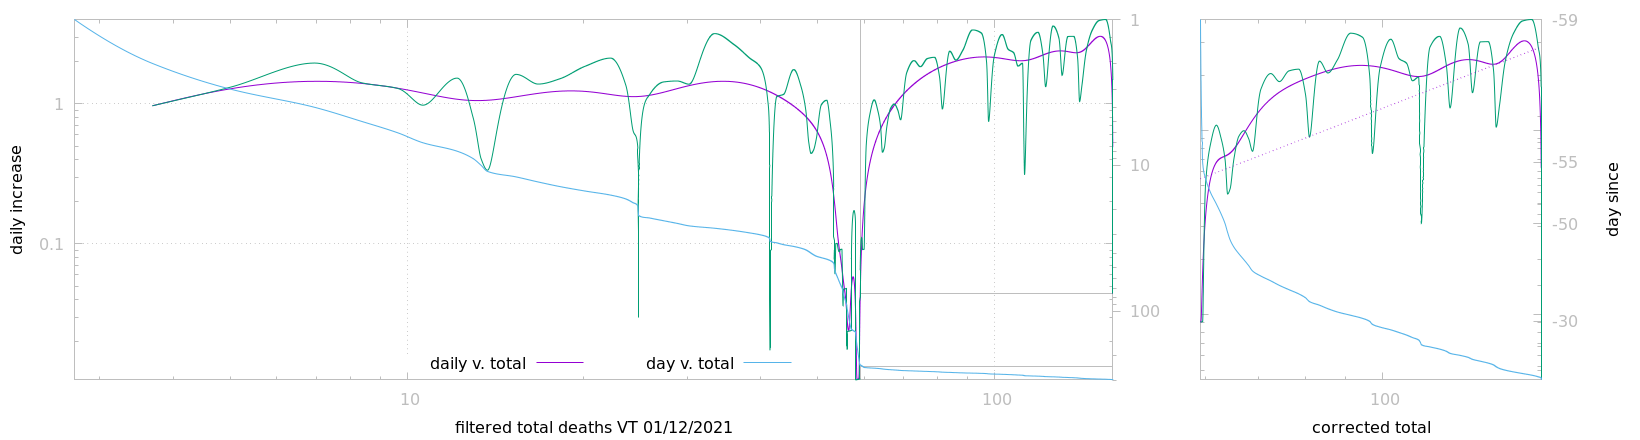 daily increase
1
0.1
10
100
1
10
100
daily v. total
day v. total
filtered total deaths VT 01/12/2021
-59
-55
-50
-30
day since
100
corrected total